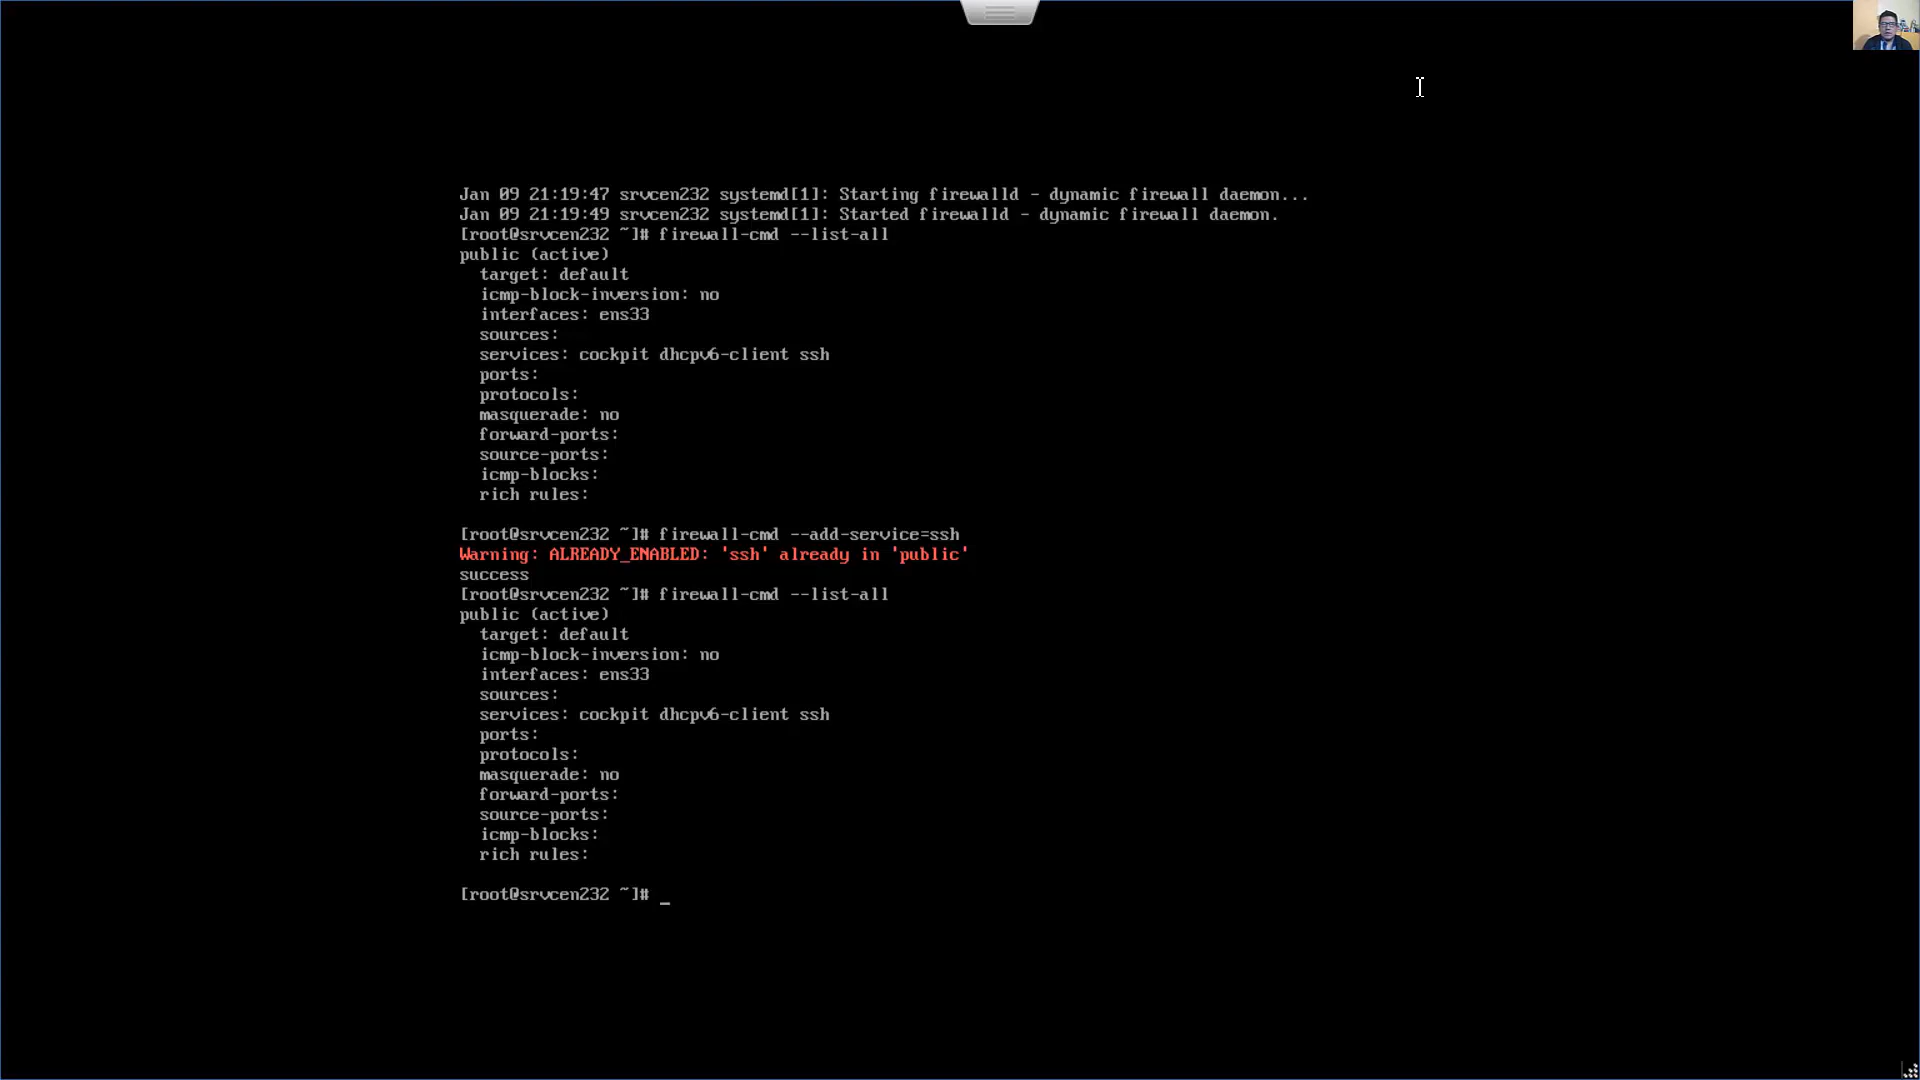 Jan 09 21:19:47 srvcen232 systemd[1]: Starting firewalld - dynamic firewall daemon...
Jan 09 21:19:49 srvcen232 systemd[1]: Started firewalld - dynamic firewall daemon.
[root@srvcen232 ~]# firewall-cmd --list-all
public (active)
  target: default
  icmp-block-inversion: no
  interfaces: ens33
  sources:
  services: cockpit dhcpv6-client ssh
  ports:
  protocols:
  masquerade: no
  forward-ports:
  source-ports:
  icmp-blocks:
  rich rules:

[root@srvcen232 ~]# firewall-cmd --add-service=ssh
Warning: ALREADY_ENABLED: 'ssh' already in 'public'
success
[root@srvcen232 ~]# firewall-cmd --list-all
public (active)
  target: default
  icmp-block-inversion: no
  interfaces: ens33
  sources:
  services: cockpit dhcpv6-client ssh
  ports:
  protocols:
  masquerade: no
  forward-ports:
  source-ports:
  icmp-blocks:
  rich rules:

[root@srvcen232 ~]# _